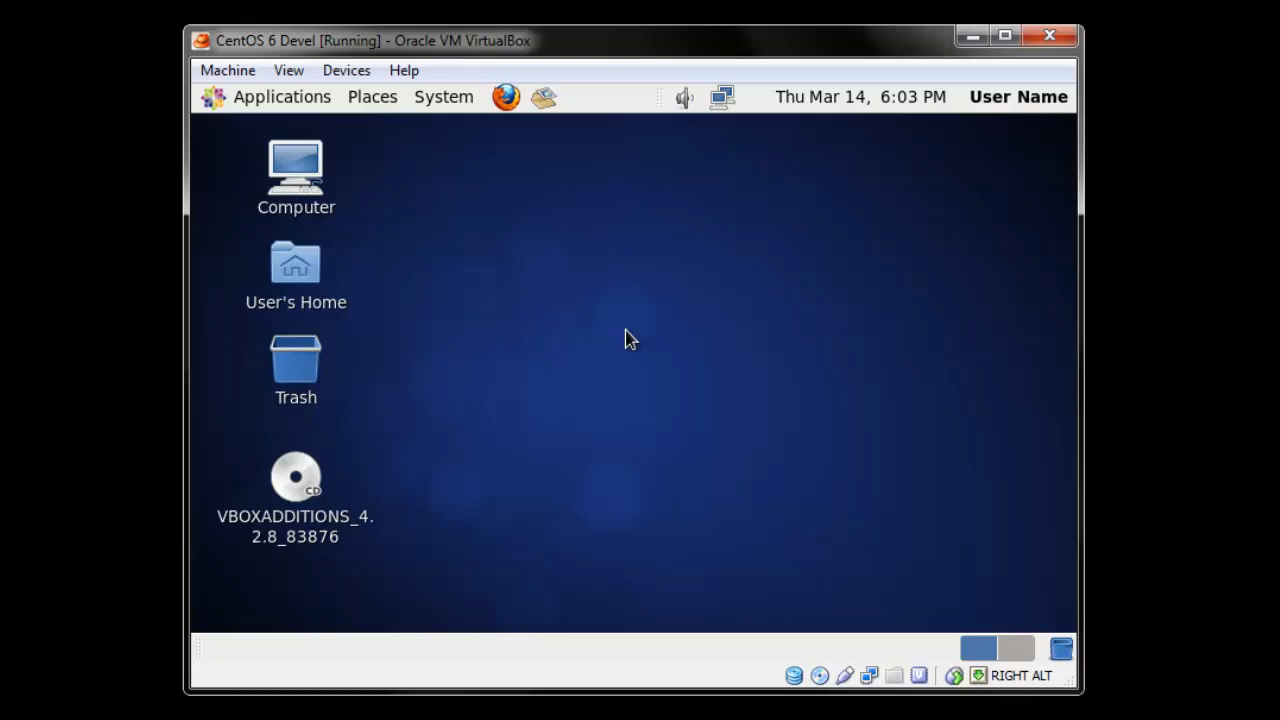 CentOS 6 Devel [Running] - Oracle VM VirtualBox
Machine View Devices Help
Applications Places System Thu Mar 14, 6:03 PM User Name
Computer
User's Home
Trash
CD
VBOXADDITIONS_4.
2.8_83876
RIGHT ALT